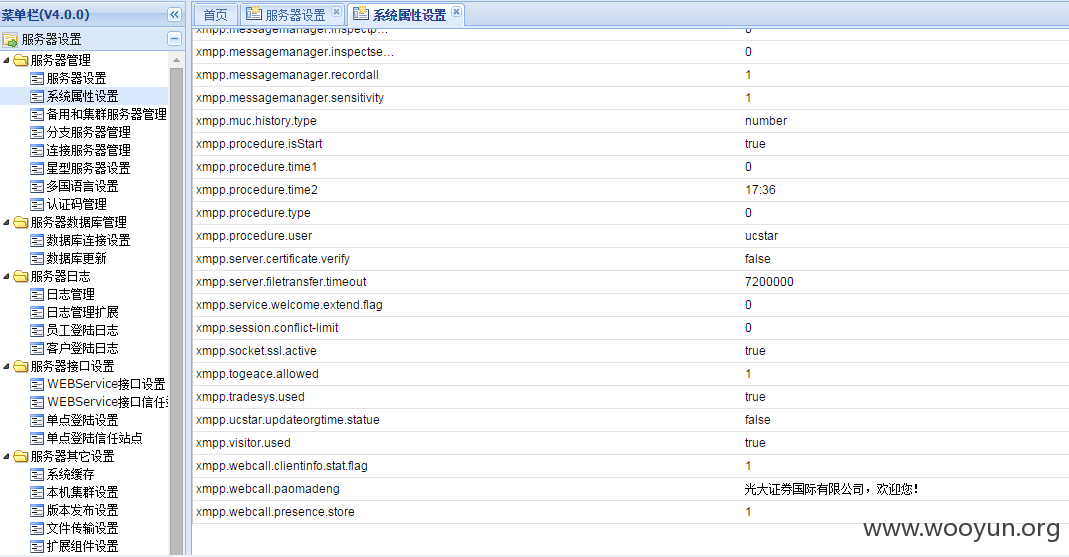 菜单栏(V4.0.0)
首页
服务器设置
系统属性设置
服务器设置
服务器管理
服务器设置
系统属性设置
备用和集群服务器管理
分支服务器管理
连接服务器管理
星型服务器设置
多国语言设置
认证码管理
服务器数据库管理
数据库连接设置
数据库更新
服务器日志
日志管理
日志管理扩展
员工登陆日志
客户登陆日志
服务器接口设置
WEBService接口设置
WEBService接口信任
单点登陆设置
单点登陆信任站点
服务器其它设置
系统缓存
本机集群设置
版本发布设置
文件传输设置
扩展组件设置
xmpp.messagemanager.inspectp... 0
xmpp.messagemanager.inspectse... 0
xmpp.messagemanager.recordall 1
xmpp.messagemanager.sensitivity 1
xmpp.muc.history.type number
xmpp.procedure.isStart true
xmpp.procedure.time1 0
xmpp.procedure.time2 17:36
xmpp.procedure.type 0
xmpp.procedure.user ucstar
xmpp.server.certificate.verify false
xmpp.server.filetransfer.timeout 7200000
xmpp.service.welcome.extend.flag 0
xmpp.session.conflict-limit 0
xmpp.socket.ssl.active true
xmpp.togeace.allowed 1
xmpp.tradesys.used true
xmpp.ucstar.updateorgtime.statue false
xmpp.visitor.used true
xmpp.webcall.clientinfo.stat.flag 1
xmpp.webcall.paomadeng 光大证券国际有限公司，欢迎您！
xmpp.webcall.presence.store 1
www.wooyun.org